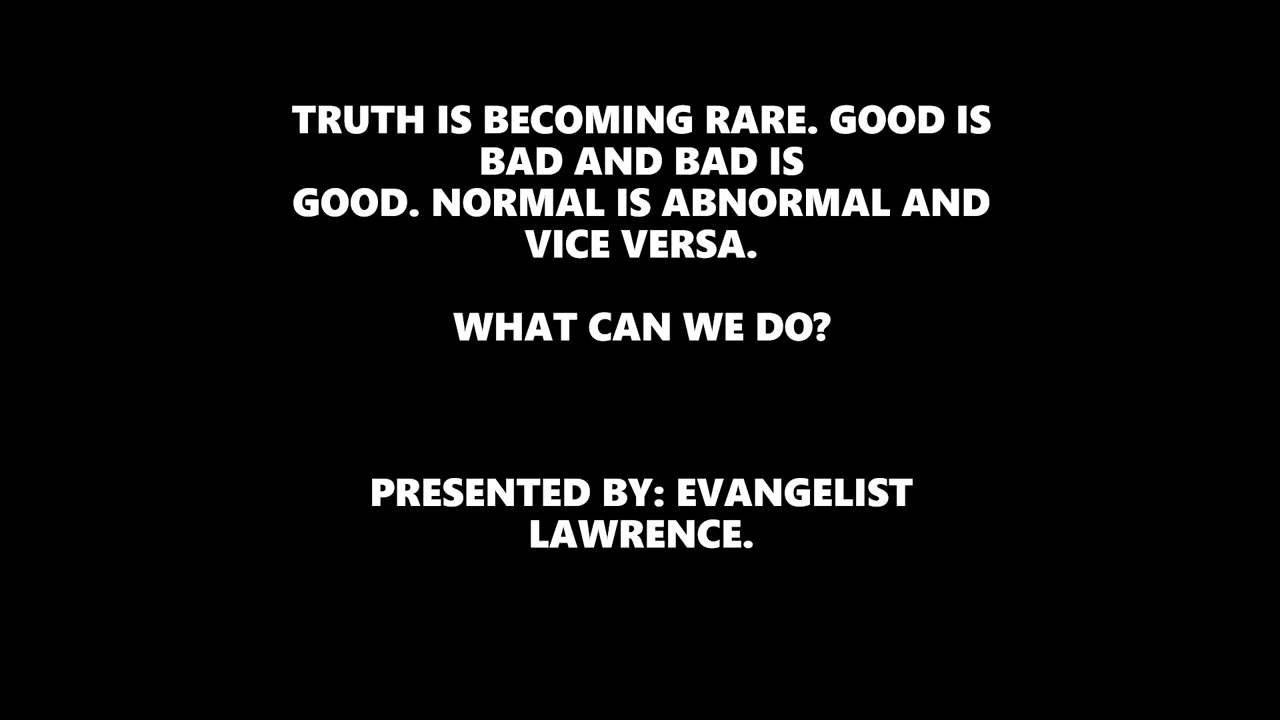 TRUTH IS BECOMING RARE. GOOD IS
BAD AND BAD IS
GOOD. NORMAL IS ABNORMAL AND
VICE VERSA.
WHAT CAN WE DO?
PRESENTED BY: EVANGELIST
LAWRENCE.